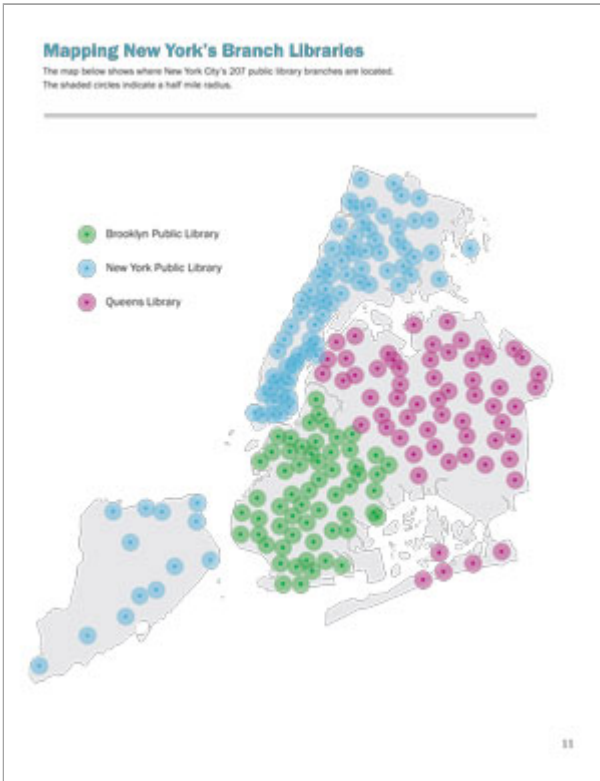 Mapping New York's Branch Libraries
The map below shows where New York City's 207 public library branches are located.
The shaded circles indicate a half mile radius.
Brooklyn Public Library
New York Public Library
Queens Library
11